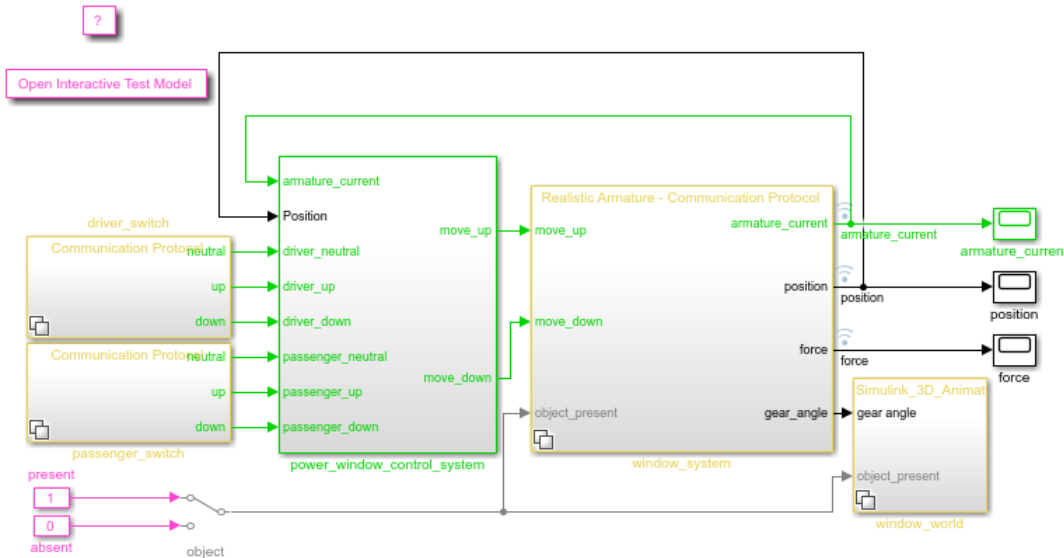 ?
Open Interactive Test Model
driver_switch
Communication Protocol
neutral
up
down
Communication Protocol
neutral
up
down
passenger_switch
armature_current
Position
driver_neutral
driver_up
driver_down
passenger_neutral
passenger_up
passenger_down
move_up
move_down
power_window_control_system
Realistic Armature - Communication Protocol
move_up
move_down
object_present
armature_current
position
force
gear_angle
window_system
armature_current
position
force
armature_curren
position
force
Simulink_3D_Animat
gear angle
object_present
window_world
present
1
0
absent
object